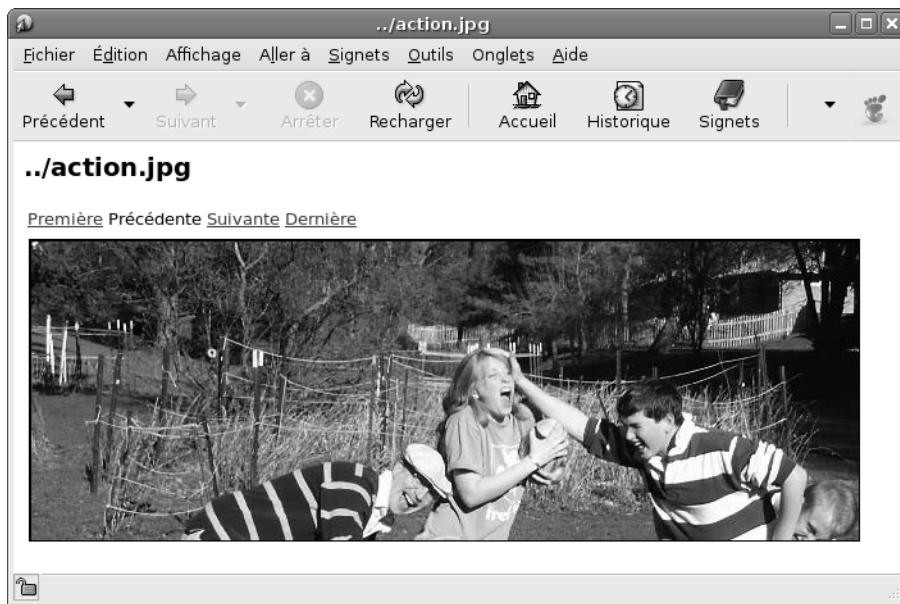 ../action.jpg
Fichier Édition Affichage Aller à Signets Outils Onglets Aide
Précédent Suivant Arrêter Recharger Accueil Historique Signets
../action.jpg
Première Précédente Suivante Dernière